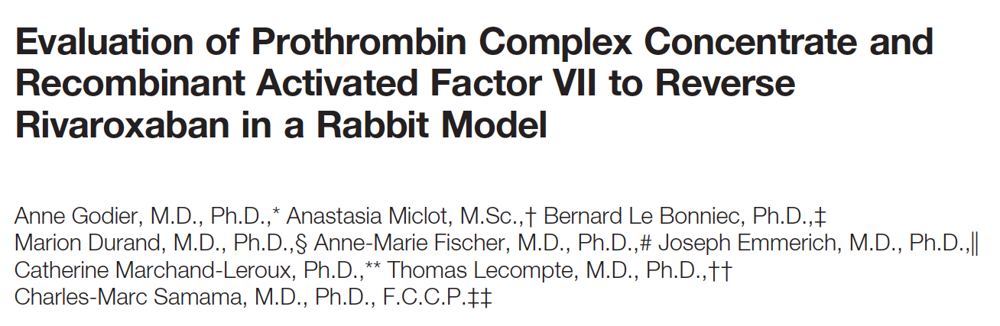 Evaluation of Prothrombin Complex Concentrate and
Recombinant Activated Factor VII to Reverse
Rivaroxaban in a Rabbit Model
Anne Godier, M.D., Ph.D.,* Anastasia Miclot, M.Sc.,† Bernard Le Bonniec, Ph.D.,‡
Marion Durand, M.D., Ph.D.,§ Anne-Marie Fischer, M.D., Ph.D.,# Joseph Emmerich, M.D., Ph.D.,‖
Catherine Marchand-Leroux, Ph.D.,** Thomas Lecompte, M.D., Ph.D.,††
Charles-Marc Samama, M.D., Ph.D., F.C.C.P.‡‡